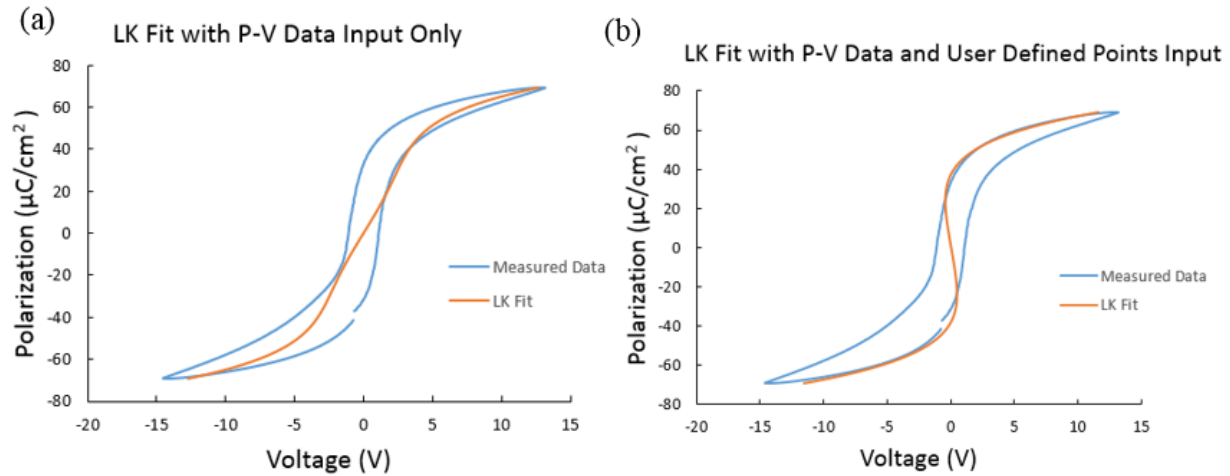 (a)
LK Fit with P-V Data Input Only
80
60
40
20
0
-20
-40
-60
-80
-20
-15
-10
-5
0
5
10
15
Polarization (μC/cm²)
Voltage (V)
Measured Data
LK Fit
(b)
LK Fit with P-V Data and User Defined Points Input
80
60
40
20
0
-20
-40
-60
-80
-20
-15
-10
-5
0
5
10
15
Polarization (μC/cm²)
Voltage (V)
Measured Data
LK Fit